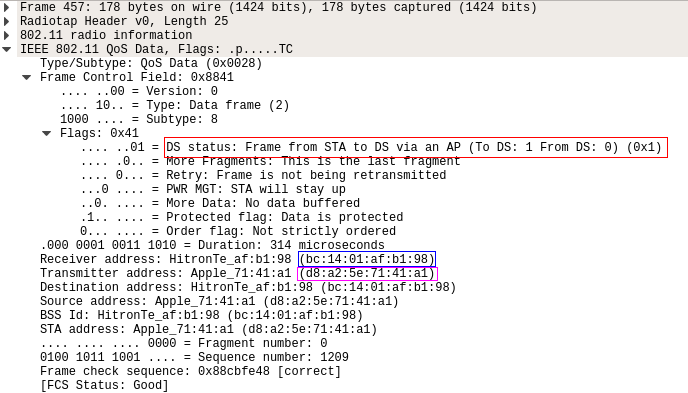 Frame 457: 178 bytes on wire (1424 bits), 178 bytes captured (1424 bits)
Radiotap Header v0, Length 25
802.11 radio information
IEEE 802.11 QoS Data, Flags: .p.....TC
Type/Subtype: QoS Data (0x0028)
Frame Control Field: 0x8841
.... ..00 = Version: 0
.... 10.. = Type: Data frame (2)
1000 .... = Subtype: 8
Flags: 0x41
.... ..01 = DS status: Frame from STA to DS via an AP (To DS: 1 From DS: 0) (0x1)
.... .0.. = More Fragments: This is the last fragment
.... 0... = Retry: Frame is not being retransmitted
...0 .... = PWR MGT: STA will stay up
..0. .... = More Data: No data buffered
.1.. .... = Protected flag: Data is protected
0... .... = Order flag: Not strictly ordered
.000 0001 0011 1010 = Duration: 314 microseconds
Receiver address: HitronTe_af:b1:98 (bc:14:01:af:b1:98)
Transmitter address: Apple_71:41:a1 (d8:a2:5e:71:41:a1)
Destination address: HitronTe_af:b1:98 (bc:14:01:af:b1:98)
Source address: Apple_71:41:a1 (d8:a2:5e:71:41:a1)
BSS Id: HitronTe_af:b1:98 (bc:14:01:af:b1:98)
STA address: Apple_71:41:a1 (d8:a2:5e:71:41:a1)
.... .... .... 0000 = Fragment number: 0
0100 1011 1001 .... = Sequence number: 1209
Frame check sequence: 0x88cbfe48 [correct]
[FCS Status: Good]